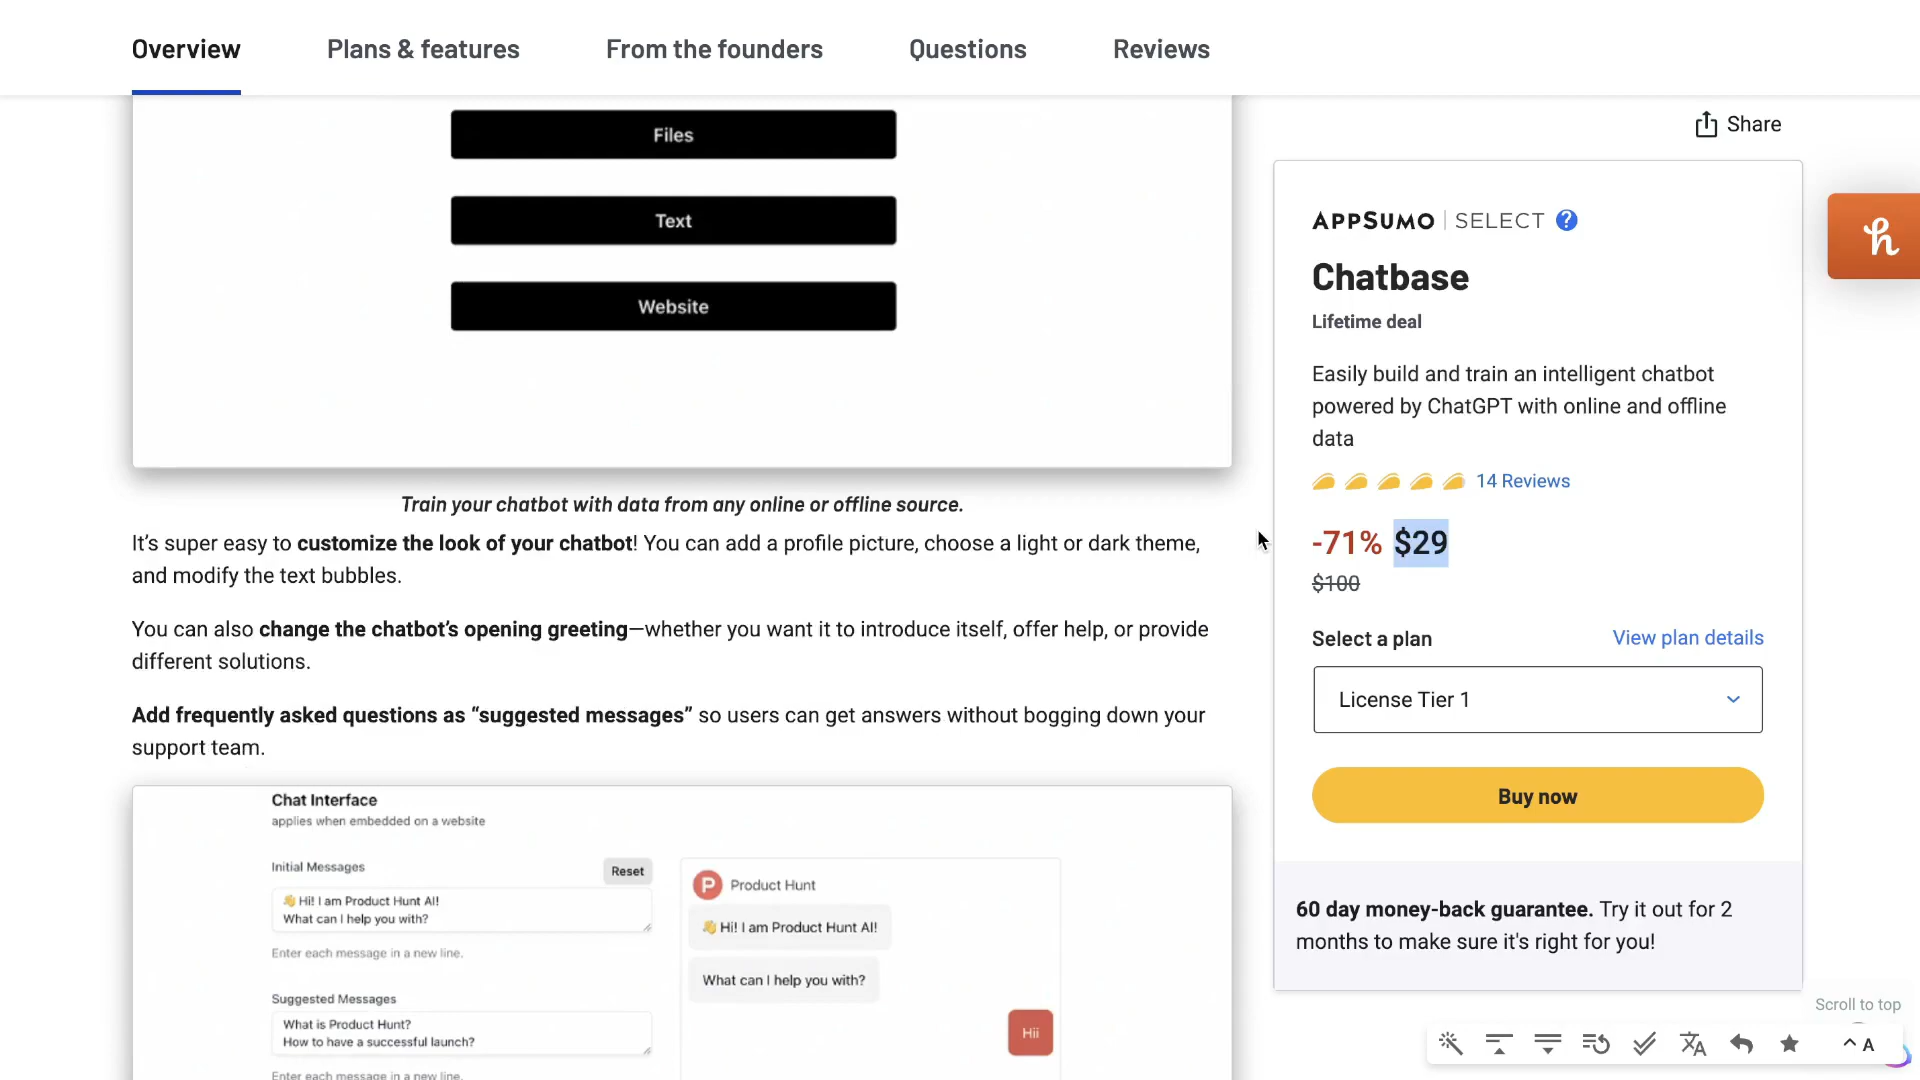 Overview
Plans & features
From the founders
Questions
Reviews
Files
Text
Website
Train your chatbot with data from any online or offline source.
It's super easy to customize the look of your chatbot! You can add a profile picture, choose a light or dark theme,
and modify the text bubbles.
You can also change the chatbot's opening greeting—whether you want it to introduce itself, offer help, or provide
different solutions.
Add frequently asked questions as “suggested messages” so users can get answers without bogging down your
support team.
Chat Interface
applies when embedded on a website
Initial Messages
Reset
👋 Hi! I am Product Hunt AI!
What can I help you with?
Enter each message in a new line.
Suggested Messages
What is Product Hunt?
How to have a successful launch?
Enter each message in a new line.
P Product Hunt
👋 Hi! I am Product Hunt AI!
What can I help you with?
Hii
Share
APPSUMO | SELECT ?
Chatbase
Lifetime deal
Easily build and train an intelligent chatbot
powered by ChatGPT with online and offline
data
14 Reviews
-71% $29
$100
Select a plan
View plan details
License Tier 1
Buy now
60 day money-back guarantee. Try it out for 2
months to make sure it's right for you!
h
Scroll to top
A